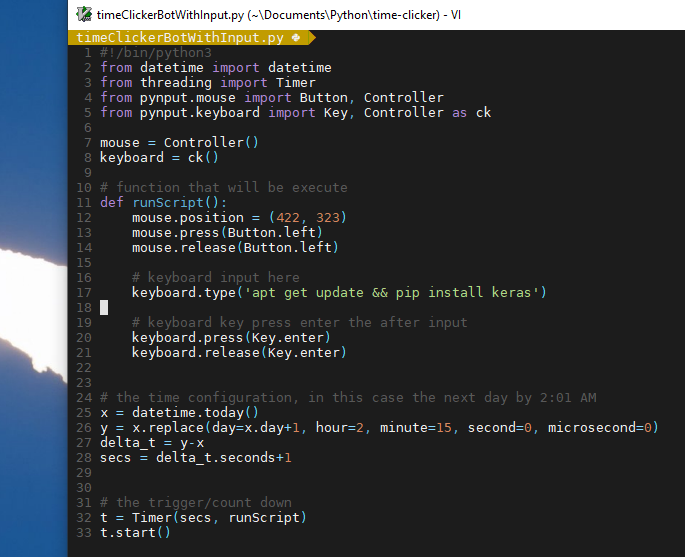 timeClickerBotWithInput.py (~\Documents\Python\time-clicker) - VI
timeClickerBotWithInput.py
1 #!/bin/python3
2 from datetime import datetime
3 from threading import Timer
4 from pynput.mouse import Button, Controller
5 from pynput.keyboard import Key, Controller as ck
6
7 mouse = Controller()
8 keyboard = ck()
9
10 # function that will be execute
11 def runScript():
12     mouse.position = (422, 323)
13     mouse.press(Button.left)
14     mouse.release(Button.left)
15
16     # keyboard input here
17     keyboard.type('apt get update && pip install keras')
18
19     # keyboard key press enter the after input
20     keyboard.press(Key.enter)
21     keyboard.release(Key.enter)
22
23
24 # the time configuration, in this case the next day by 2:01 AM
25 x = datetime.today()
26 y = x.replace(day=x.day+1, hour=2, minute=15, second=0, microsecond=0)
27 delta_t = y-x
28 secs = delta_t.seconds+1
29
30
31 # the trigger/count down
32 t = Timer(secs, runScript)
33 t.start()